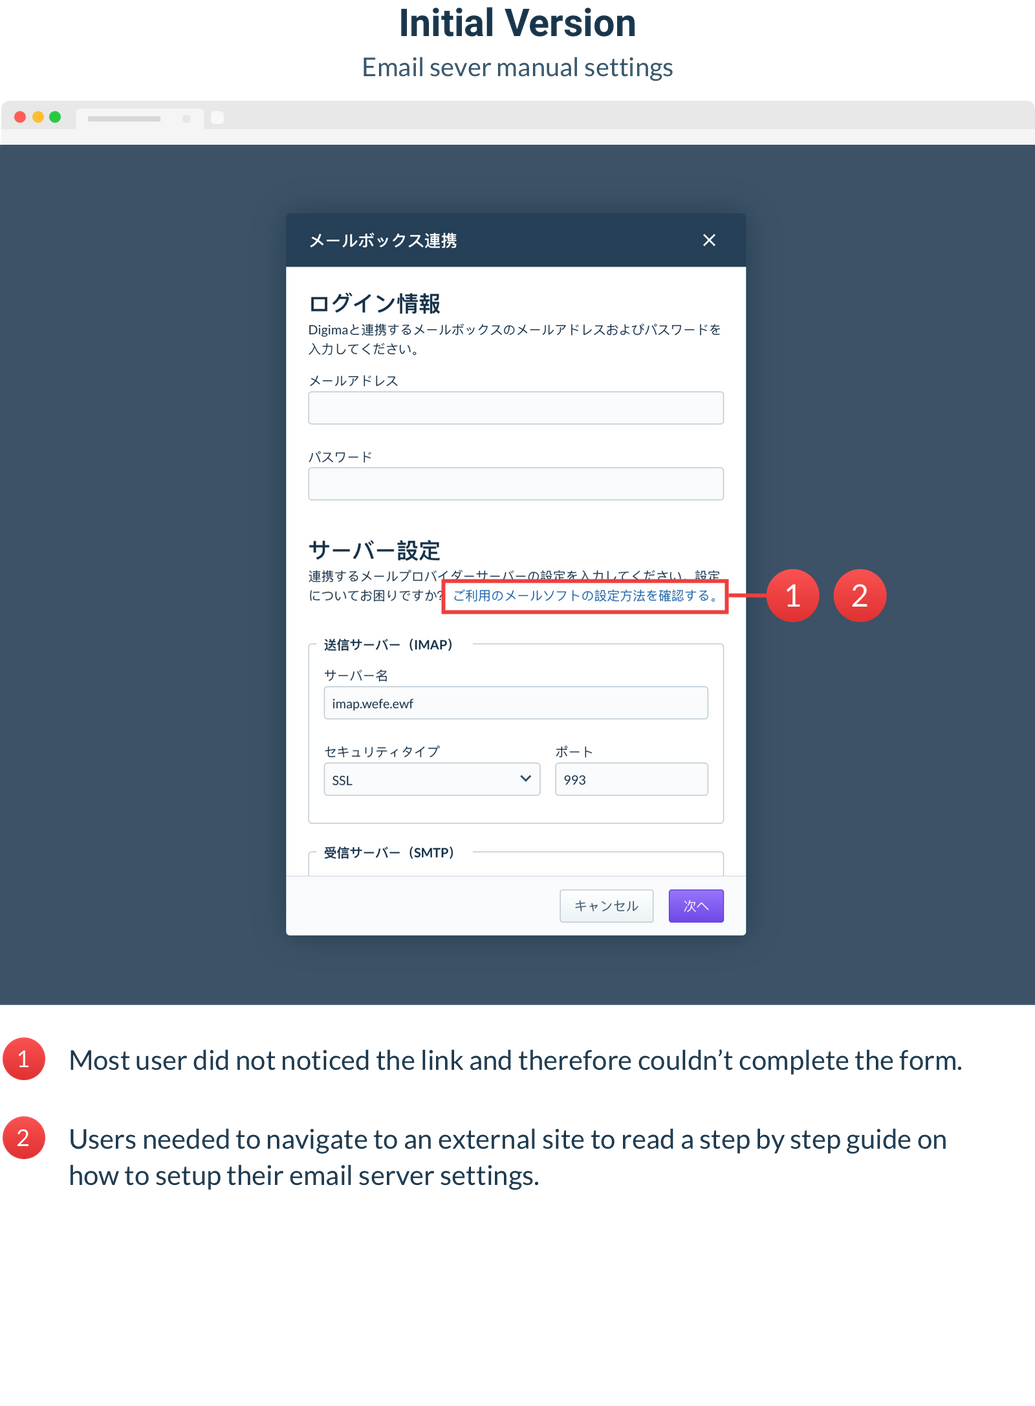 Initial Version
Email sever manual settings
メールボックス連携
ログイン情報
Digimaと連携するメールボックスのメールアドレスおよびパスワードを
入力してください。
メールアドレス
パスワード
サーバー設定
連携するメールプロバイダーサーバーの設定を入力してください。設定
についてお困りですか? ご利用のメールソフトの設定方法を確認する。
1 2
送信サーバー（IMAP）
サーバー名
imap.wefe.ewf
セキュリティタイプ ポート
SSL 993
受信サーバー（SMTP）
キャンセル 次へ
1 Most user did not noticed the link and therefore couldn’t complete the form.
2 Users needed to navigate to an external site to read a step by step guide on
how to setup their email server settings.